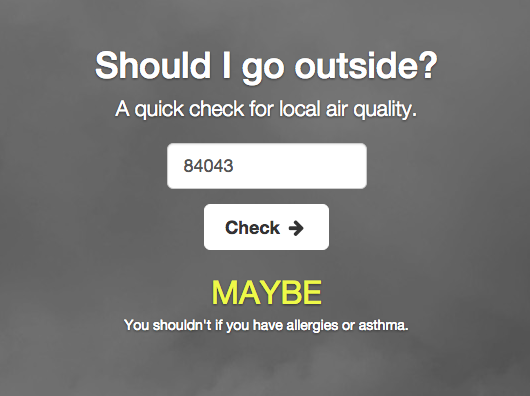 Should I go outside?
A quick check for local air quality.
84043
Check
MAYBE
You shouldn't if you have allergies or asthma.